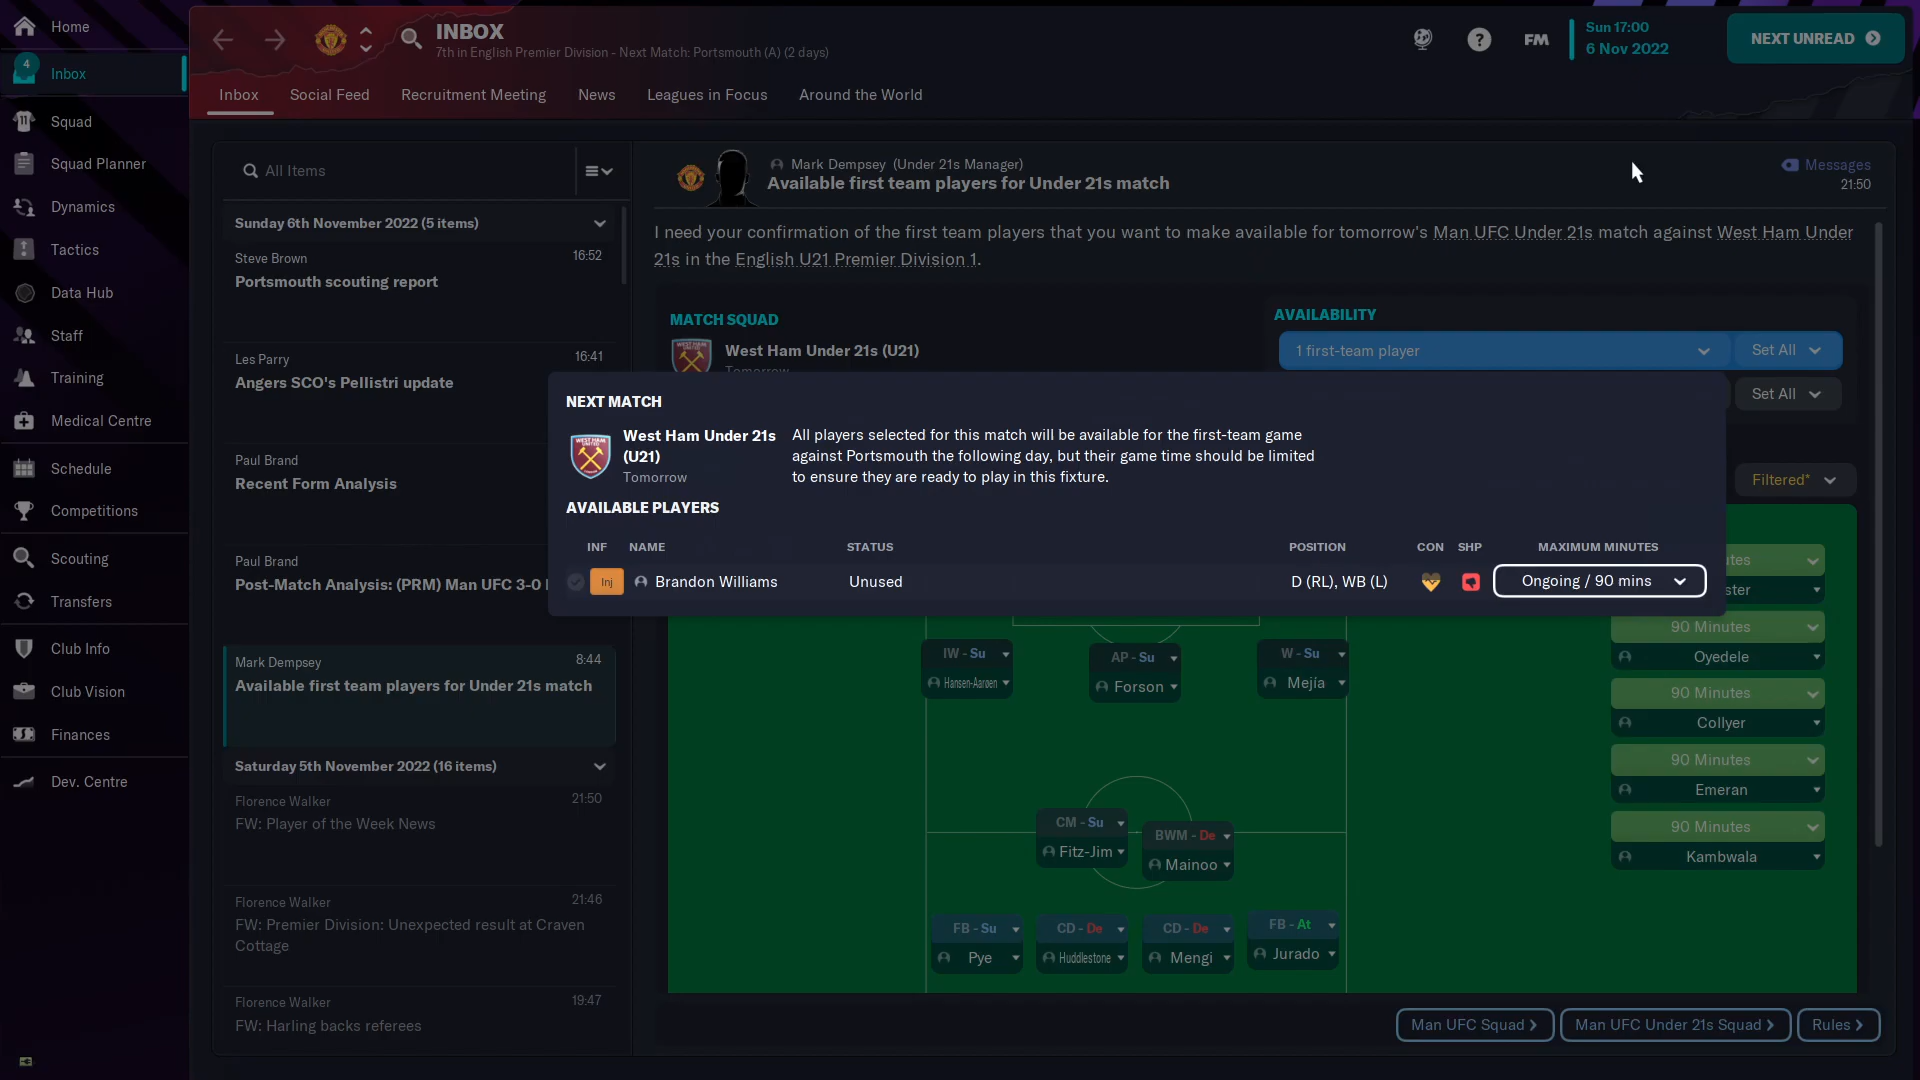 Home
INBOX
7th in English Premier Division - Next Match: Portsmouth (A) (2 days)
FM
Sun 17:00
6 Nov 2022
NEXT UNREAD
4
Inbox
Inbox
Social Feed
Recruitment Meeting
News
Leagues in Focus
Around the World
11
Squad
Squad Planner
Dynamics
Tactics
Data Hub
Staff
Training
Medical Centre
Schedule
Competitions
Scouting
Transfers
Club Info
Club Vision
Finances
Dev. Centre
All Items
Sunday 6th November 2022 (5 items)
Steve Brown
16:52
Portsmouth scouting report
Les Parry
16:41
Angers SCO's Pellistri update
Paul Brand
Recent Form Analysis
Paul Brand
Post-Match Analysis: (PRM) Man UFC 3-0
Mark Dempsey
8:44
Available first team players for Under 21s match
Saturday 5th November 2022 (16 items)
Florence Walker
21:50
FW: Player of the Week News
Florence Walker
21:46
FW: Premier Division: Unexpected result at Craven
Cottage
Florence Walker
19:47
FW: Harling backs referees
Mark Dempsey (Under 21s Manager)
Available first team players for Under 21s match
Messages
21:50
I need your confirmation of the first team players that you want to make available for tomorrow's Man UFC Under 21s match against West Ham Under
21s in the English U21 Premier Division 1.
MATCH SQUAD
West Ham Under 21s (U21)
Tomorrow
AVAILABILITY
1 first-team player
Set All
Set All
Filtered*
NEXT MATCH
West Ham Under 21s
(U21)
Tomorrow
All players selected for this match will be available for the first-team game
against Portsmouth the following day, but their game time should be limited
to ensure they are ready to play in this fixture.
AVAILABLE PLAYERS
INF
NAME
STATUS
POSITION
CON
SHP
MAXIMUM MINUTES
Inj
Brandon Williams
Unused
D (RL), WB (L)
Ongoing / 90 mins
IW - Su
Hansen-Aarøen
AP - Su
Forson
W - Su
Mejía
CM - Su
Fitz-Jim
BWM - De
Mainoo
FB - Su
Pye
CD - De
Huddlestone
CD - De
Mengi
FB - At
Jurado
90 Minutes
Oyedele
90 Minutes
Collyer
90 Minutes
Emeran
90 Minutes
Kambwala
Man UFC Squad
Man UFC Under 21s Squad
Rules